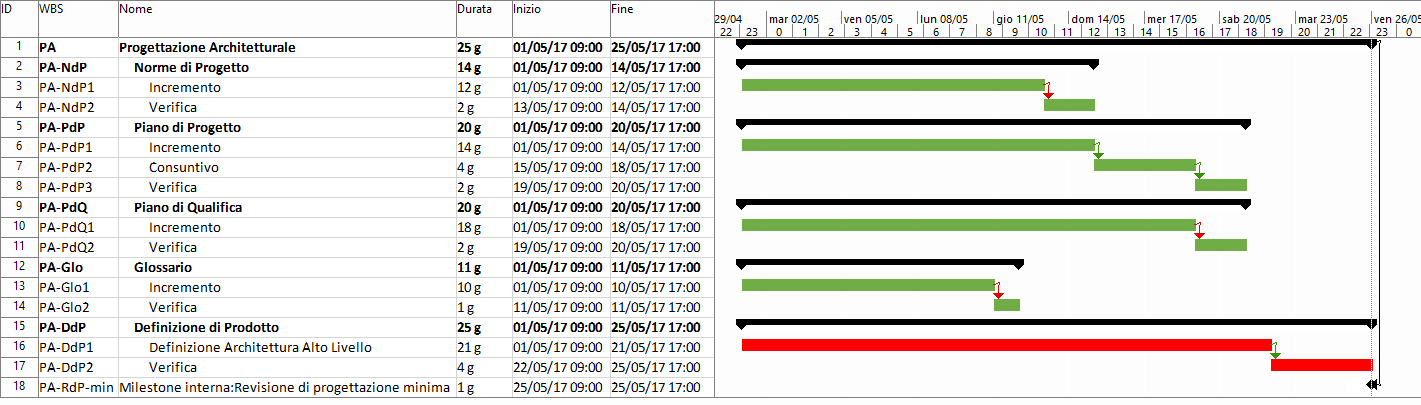 ID WBS Nome Durata Inizio Fine
29/04 mar 02/05 ven 05/05 lun 08/05 gio 11/05 dom 14/05 mer 17/05 sab 20/05 mar 23/05 ven 26/05
22 23 0 1 2 3 4 5 6 7 8 9 10 11 12 13 14 15 16 17 18 19 20 21 22 23 0
1 PA Progettazione Architetturale 25 g 01/05/17 09:00 25/05/17 17:00
2 PA-NdP Norme di Progetto 14 g 01/05/17 09:00 14/05/17 17:00
3 PA-NdP1 Incremento 12 g 01/05/17 09:00 12/05/17 17:00
4 PA-NdP2 Verifica 2 g 13/05/17 09:00 14/05/17 17:00
5 PA-PdP Piano di Progetto 20 g 01/05/17 09:00 20/05/17 17:00
6 PA-PdP1 Incremento 14 g 01/05/17 09:00 14/05/17 17:00
7 PA-PdP2 Consuntivo 4 g 15/05/17 09:00 18/05/17 17:00
8 PA-PdP3 Verifica 2 g 19/05/17 09:00 20/05/17 17:00
9 PA-PdQ Piano di Qualifica 20 g 01/05/17 09:00 20/05/17 17:00
10 PA-PdQ1 Incremento 18 g 01/05/17 09:00 18/05/17 17:00
11 PA-PdQ2 Verifica 2 g 19/05/17 09:00 20/05/17 17:00
12 PA-Glo Glossario 11 g 01/05/17 09:00 11/05/17 17:00
13 PA-Glo1 Incremento 10 g 01/05/17 09:00 10/05/17 17:00
14 PA-Glo2 Verifica 1 g 11/05/17 09:00 11/05/17 17:00
15 PA-DdP Definizione di Prodotto 25 g 01/05/17 09:00 25/05/17 17:00
16 PA-DdP1 Definizione Architettura Alto Livello 21 g 01/05/17 09:00 21/05/17 17:00
17 PA-DdP2 Verifica 4 g 22/05/17 09:00 25/05/17 17:00
18 PA-RdP-min Milestone interna:Revisione di progettazione minima 1 g 25/05/17 09:00 25/05/17 17:00